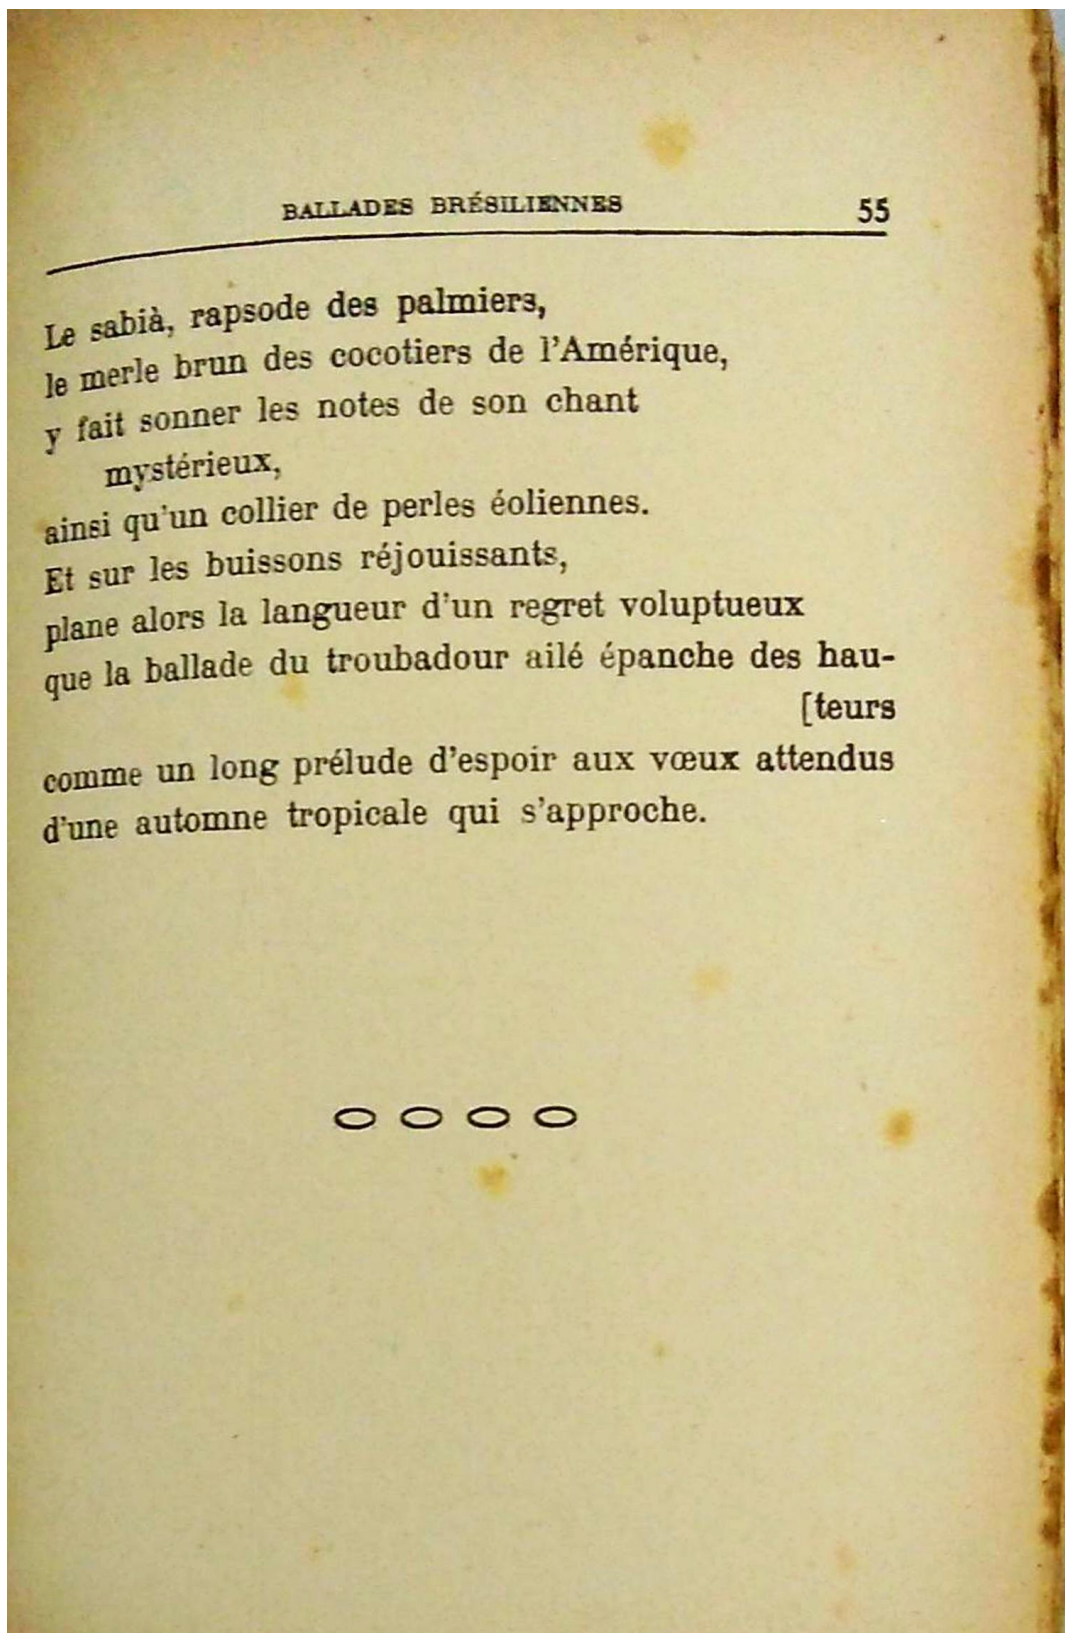 BALLADES BRÉSILIENNES 55
Le sabià, rapsode des palmiers,
le merle brun des cocotiers de l'Amérique,
y fait sonner les notes de son chant
mystérieux,
ainsi qu'un collier de perles éoliennes.
Et sur les buissons réjouissants,
plane alors la langueur d'un regret voluptueux
que la ballade du troubadour ailé épanche des hau-
[teurs
comme un long prélude d'espoir aux vœux attendus
d'une automne tropicale qui s'approche.